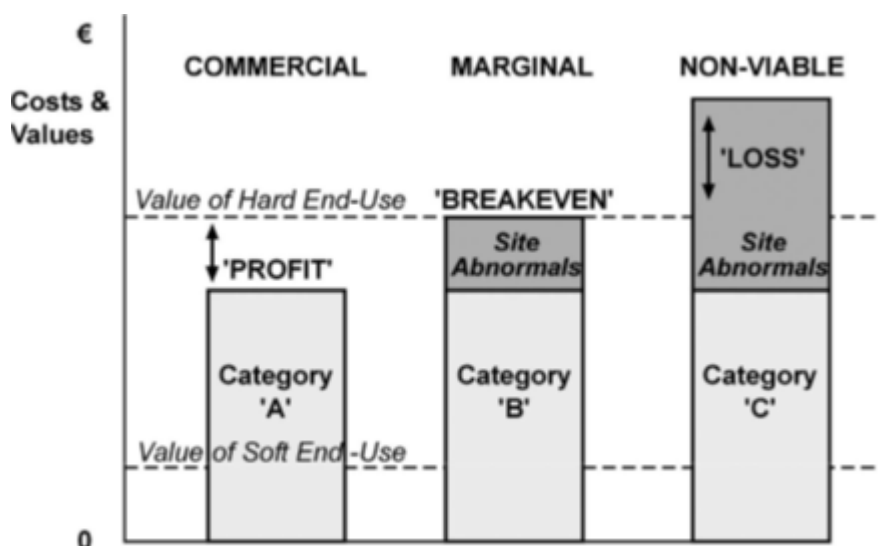 €
COMMERCIAL
MARGINAL
NON-VIABLE
Costs &
Values
'LOSS'
Value of Hard End-Use
'BREAKEVEN'
'PROFIT'
Site
Abnormals
Site
Abnormals
Category
'A'
Category
'B'
Category
'C'
Value of Soft End -Use
0